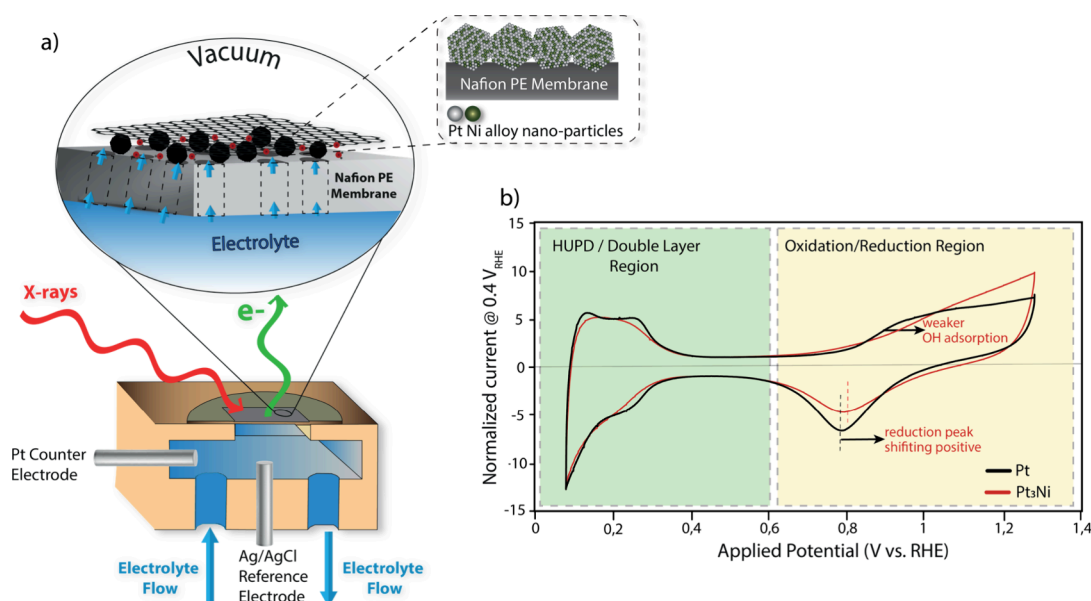 a)
Vacuum
Nafion PE Membrane
Pt Ni alloy nano-particles
Nafion PE
Membrane
Electrolyte
X-rays
e-
Pt Counter
Electrode
Electrolyte
Flow
Ag/AgCl
Reference
Electrode
Electrolyte
Flow
b)
15
10
5
0
-5
-10
-15
Normalized current @ 0.4 V_RHE
HUPD / Double Layer
Region
Oxidation/Reduction Region
weaker
OH adsorption
reduction peak
shifiting positive
Pt
Pt₃Ni
0
0,2
0,4
0,6
0,8
1
1,2
1,4
Applied Potential (V vs. RHE)